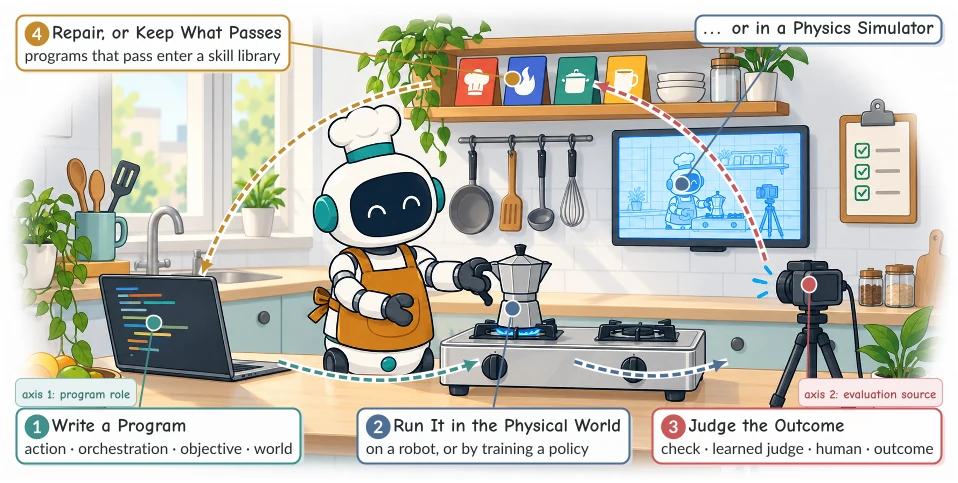 4 Repair, or Keep What Passes
programs that pass enter a skill library
... or in a Physics Simulator
axis 1: program role
1 Write a Program
action · orchestration · objective · world
2 Run It in the Physical World
on a robot, or by training a policy
axis 2: evaluation source
3 Judge the Outcome
check · learned judge · human · outcome